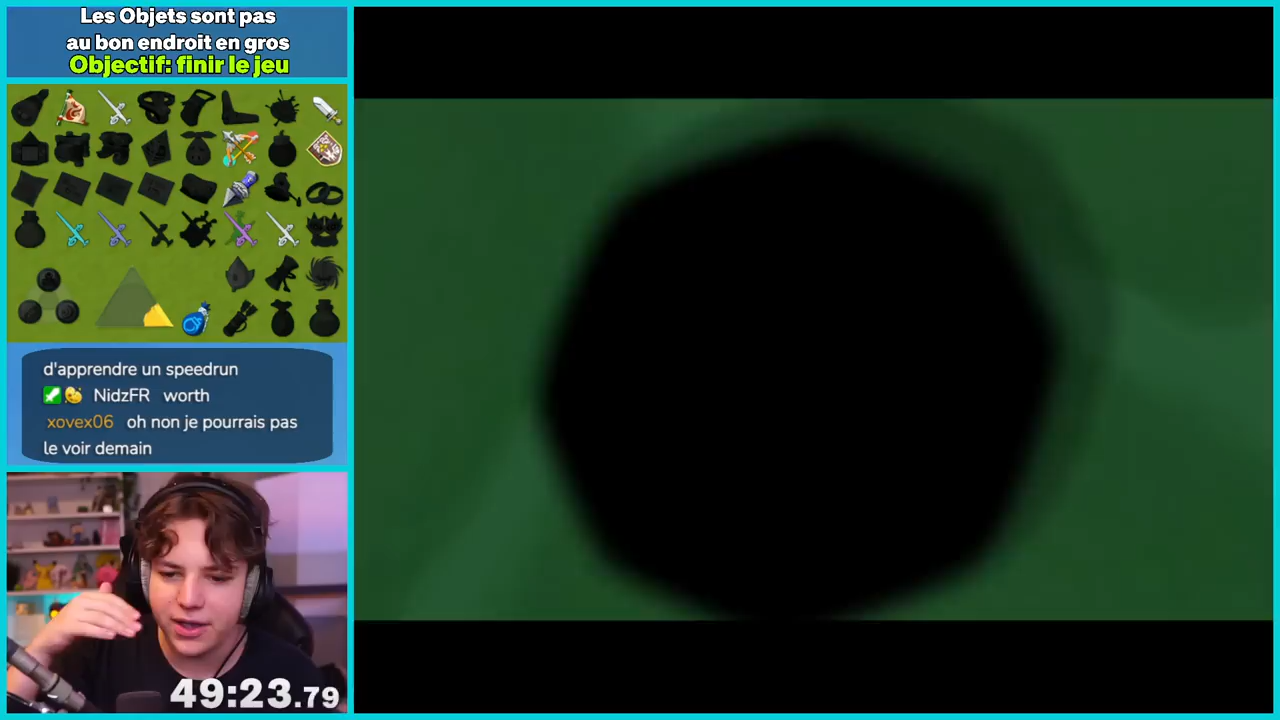 Les Objets sont pas
au bon endroit en gros
Objectif: finir le jeu
d'apprendre un speedrun
NidzFR worth
xovex06 oh non je pourrais pas
le voir demain
49:23.79